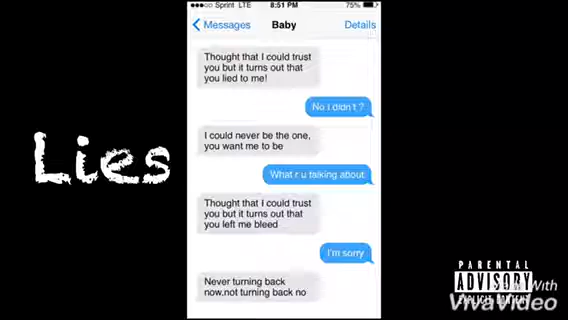 ●●●○○ Sprint LTE 8:51 PM 75%
Messages Baby Details
Thought that I could trust
you but it turns out that
you lied to me!
No I didn't ?
I could never be the one,
you want me to be
What r u talking about
Thought that I could trust
you but it turns out that
you left me bleed
I'm sorry
Never turning back
now,not turning back no
Lies
PARENTAL
ADVISORY
EXPLICIT CONTENT
With
VivaVideo